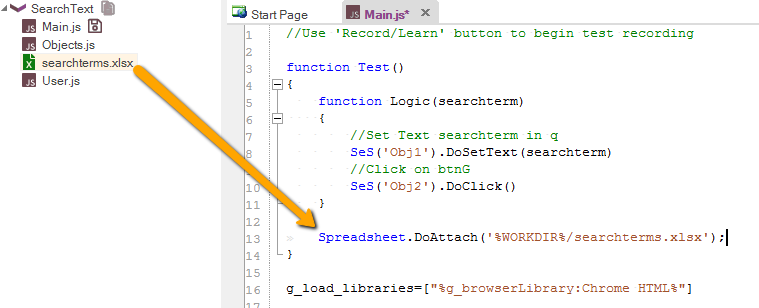 SearchText
Main.js
Objects.js
searchterms.xlsx
User.js
Start Page
Main.js*
1 //Use 'Record/Learn' button to begin test recording
2
3 function Test()
4 {
5 function Logic(searchterm)
6 {
7 //Set Text searchterm in q
8 SeS('Obj1').DoSetText(searchterm)
9 //Click on btnG
10 SeS('Obj2').DoClick()
11 }
12
13 Spreadsheet.DoAttach('%WORKDIR%/searchterms.xlsx');
14 }
15
16 g_load_libraries=["%g_browserLibrary:Chrome HTML%"]
17